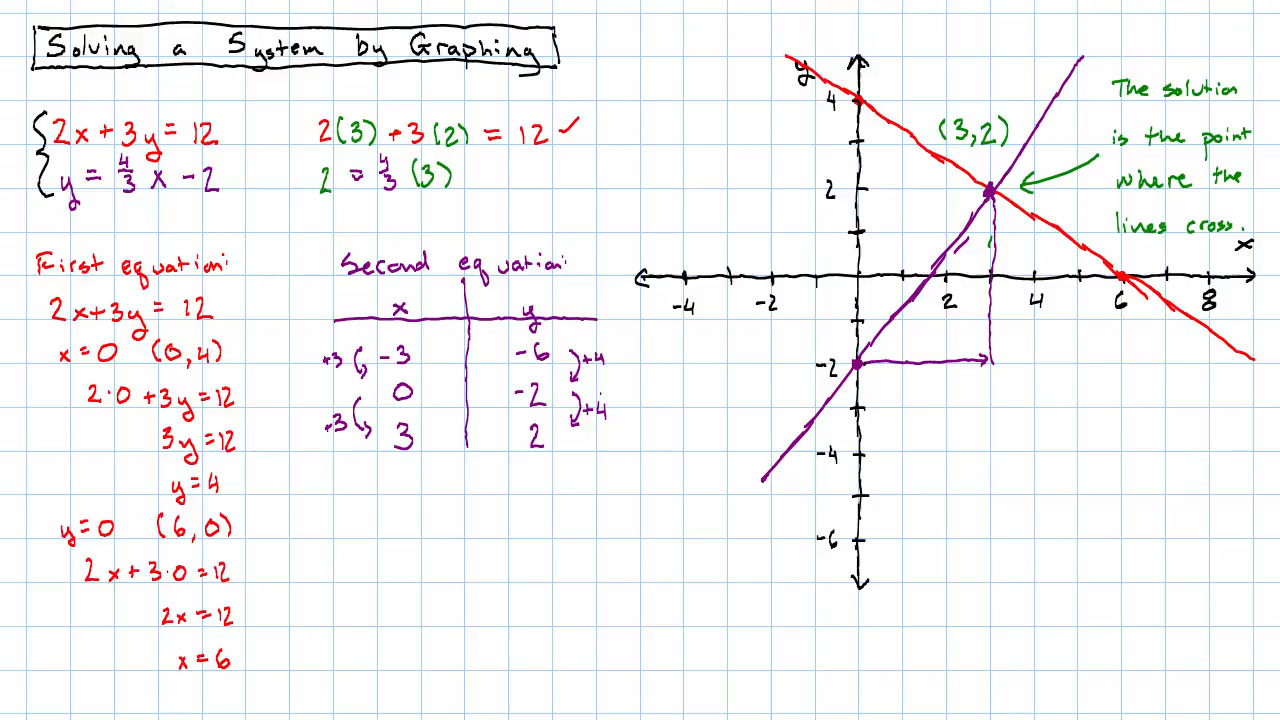 Solving a System by Graphing
2x + 3y = 12
y = 4/3 x - 2
2(3) + 3(2) = 12 ✓
2 = 4/3 (3)
First equation:
2x + 3y = 12
x = 0 (0,4)
2·0 + 3y = 12
3y = 12
y = 4
y = 0 (6,0)
2x + 3·0 = 12
2x = 12
x = 6
Second equation:
x y
+3 -3 -6 +4
0 -2
+3 3 2 +4
y
4
2
-2
-4
-6
-4 -2 2 4 6 8
x
(3,2)
The solution
is the point
where the
lines cross.